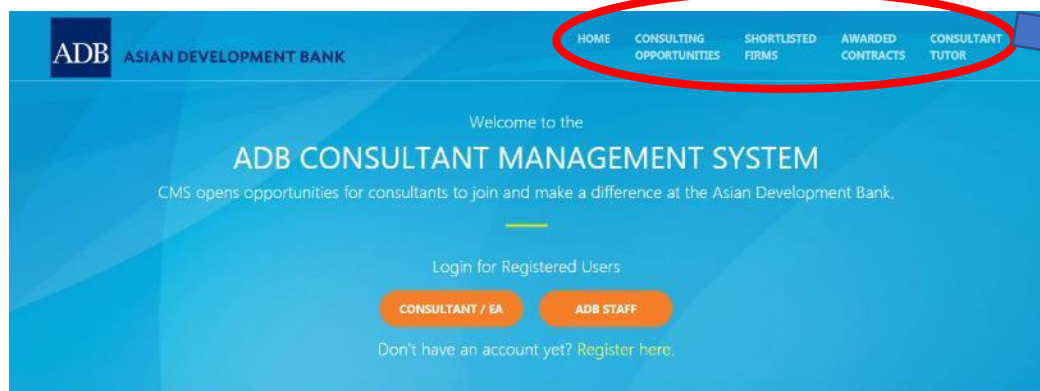 ADB ASIAN DEVELOPMENT BANK
HOME
CONSULTING
OPPORTUNITIES
SHORTLISTED
FIRMS
AWARDED
CONTRACTS
CONSULTANT
TUTOR
Welcome to the
ADB CONSULTANT MANAGEMENT SYSTEM
CMS opens opportunities for consultants to join and make a difference at the Asian Development Bank.
Login for Registered Users
CONSULTANT / EA
ADB STAFF
Don't have an account yet? Register here.